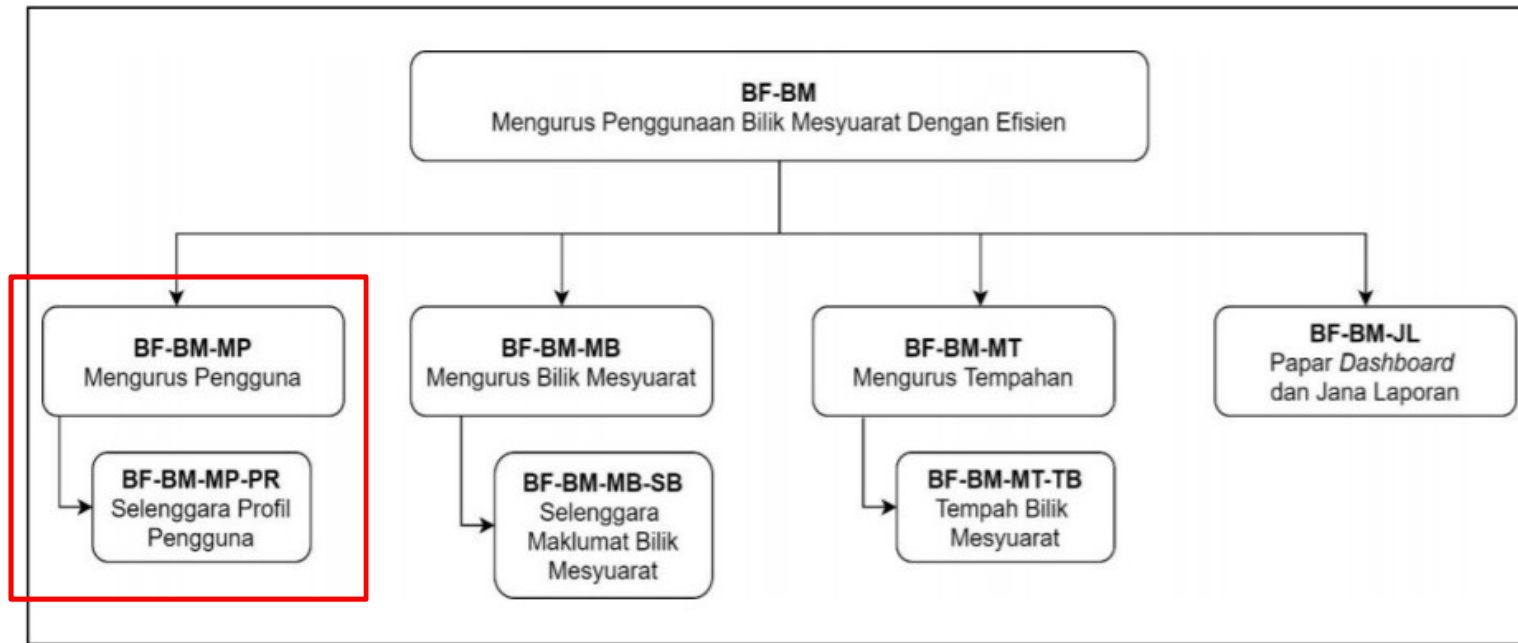 BF-BM
Mengurus Penggunaan Bilik Mesyuarat Dengan Efisien
BF-BM-MP
Mengurus Pengguna
BF-BM-MB
Mengurus Bilik Mesyuarat
BF-BM-MT
Mengurus Tempahan
BF-BM-JL
Papar Dashboard
dan Jana Laporan
BF-BM-MP-PR
Selenggara Profil
Pengguna
BF-BM-MB-SB
Selenggara
Maklumat Bilik
Mesyuarat
BF-BM-MT-TB
Tempah Bilik
Mesyuarat